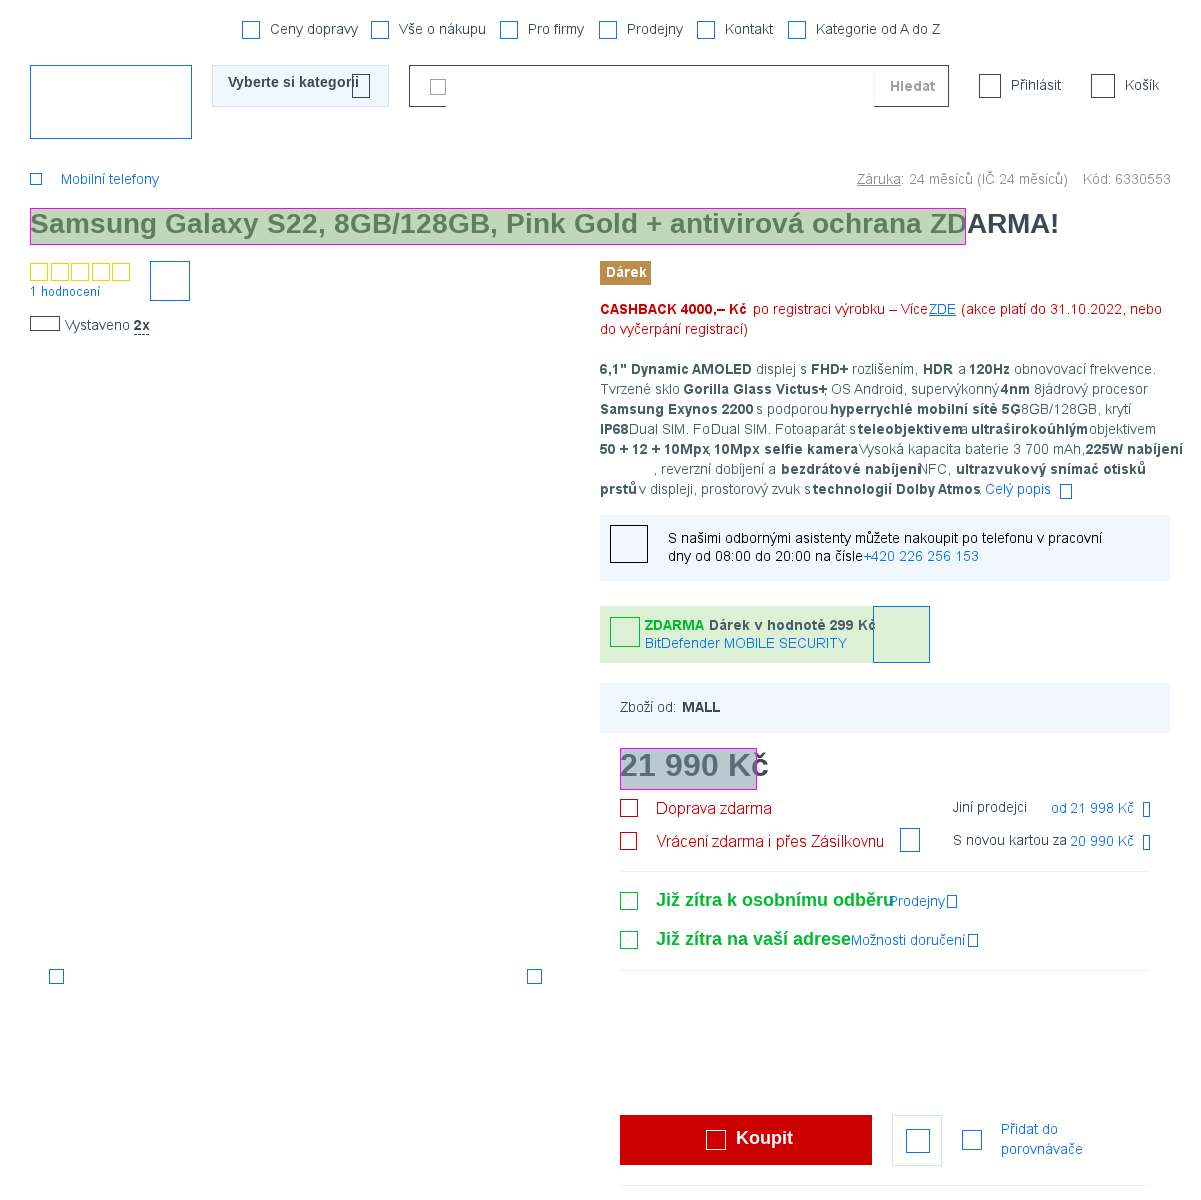 Ceny dopravy Vše o nákupu Pro firmy Prodejny Kontakt Kategorie od A do Z
Vyberte si kategorii Hledat Přihlásit Košík
Mobilní telefony Záruka: 24 měsíců (IČ 24 měsíců) Kód: 6330553
Samsung Galaxy S22, 8GB/128GB, Pink Gold + antivirová ochrana ZDARMA!
1 hodnocení
Vystaveno 2x
Dárek
CASHBACK 4000,– Kč po registraci výrobku – Více ZDE (akce platí do 31.10.2022, nebo
do vyčerpání registrací)
6,1" Dynamic AMOLED displej s FHD+ rozlišením, HDR a 120Hz obnovovací frekvence.
Tvrzené sklo Gorilla Glass Victus+, OS Android, supervýkonný 4nm 8jádrový procesor
Samsung Exynos 2200 s podporou hyperrychlé mobilní sítě 5G, 8GB/128GB, krytí
IP68 Dual SIM. Fo Dual SIM. Fotoaparát s teleobjektivem a ultraširokoúhlým objektivem
50 + 12 + 10Mpx, 10Mpx selfie kamera Vysoká kapacita baterie 3 700 mAh, 225W nabíjení
, reverzní dobíjení a bezdrátové nabíjení NFC, ultrazvukový snímač otisků
prstů v displeji, prostorový zvuk s technologií Dolby Atmos. Celý popis
S našimi odbornými asistenty můžete nakoupit po telefonu v pracovní
dny od 08:00 do 20:00 na čísle +420 226 256 153
ZDARMA Dárek v hodnotě 299 Kč
BitDefender MOBILE SECURITY
Zboží od: MALL
21 990 Kč
Doprava zdarma Jiní prodejci od 21 998 Kč
Vrácení zdarma i přes Zásilkovnu S novou kartou za 20 990 Kč
Již zítra k osobnímu odběru Prodejny
Již zítra na vaší adrese Možnosti doručení
Koupit
Přidat do
porovnávače